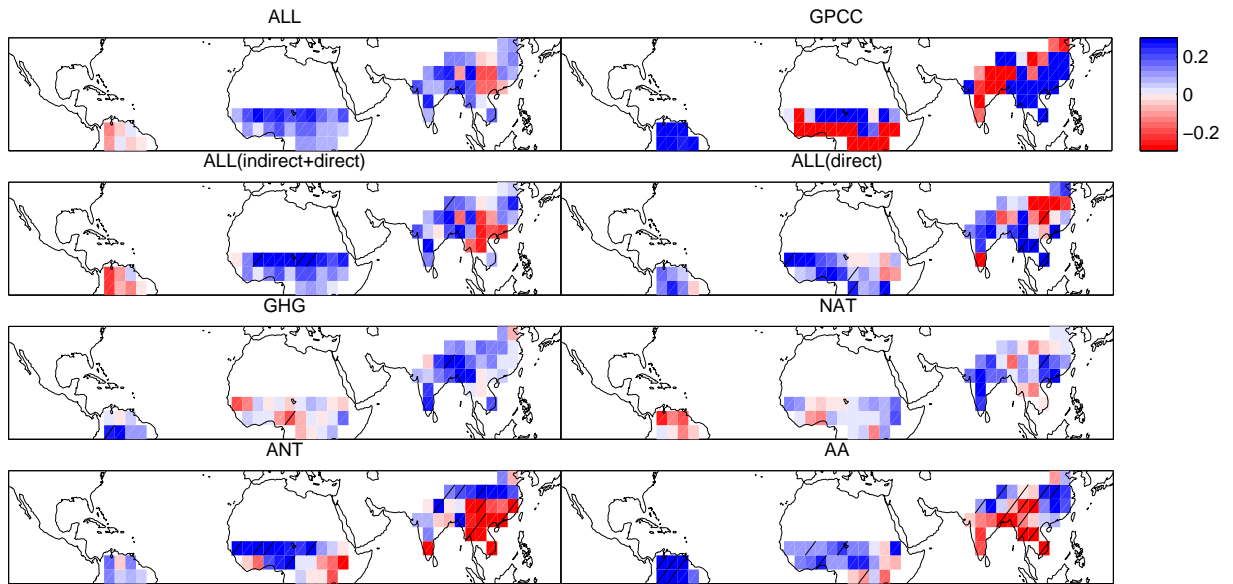 ALL
GPCC
0.2
0
−0.2
ALL(indirect+direct)
ALL(direct)
GHG
NAT
ANT
AA